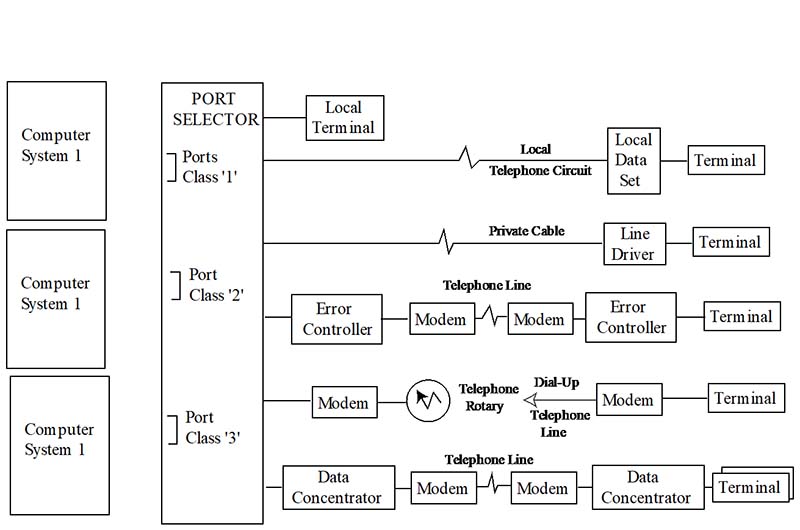 Computer
System 1
Computer
System 1
Computer
System 1
PORT
SELECTOR
Ports
Class '1'
Port
Class '2'
Port
Class '3'
Local
Terminal
Local
Telephone Circuit
Local
Data
Set
Terminal
Private Cable
Line
Driver
Terminal
Error
Controller
Modem
Telephone Line
Modem
Error
Controller
Terminal
Modem
Telephone
Rotary
Dial-Up
Telephone
Line
Modem
Terminal
Data
Concentrator
Modem
Telephone Line
Modem
Data
Concentrator
Terminal